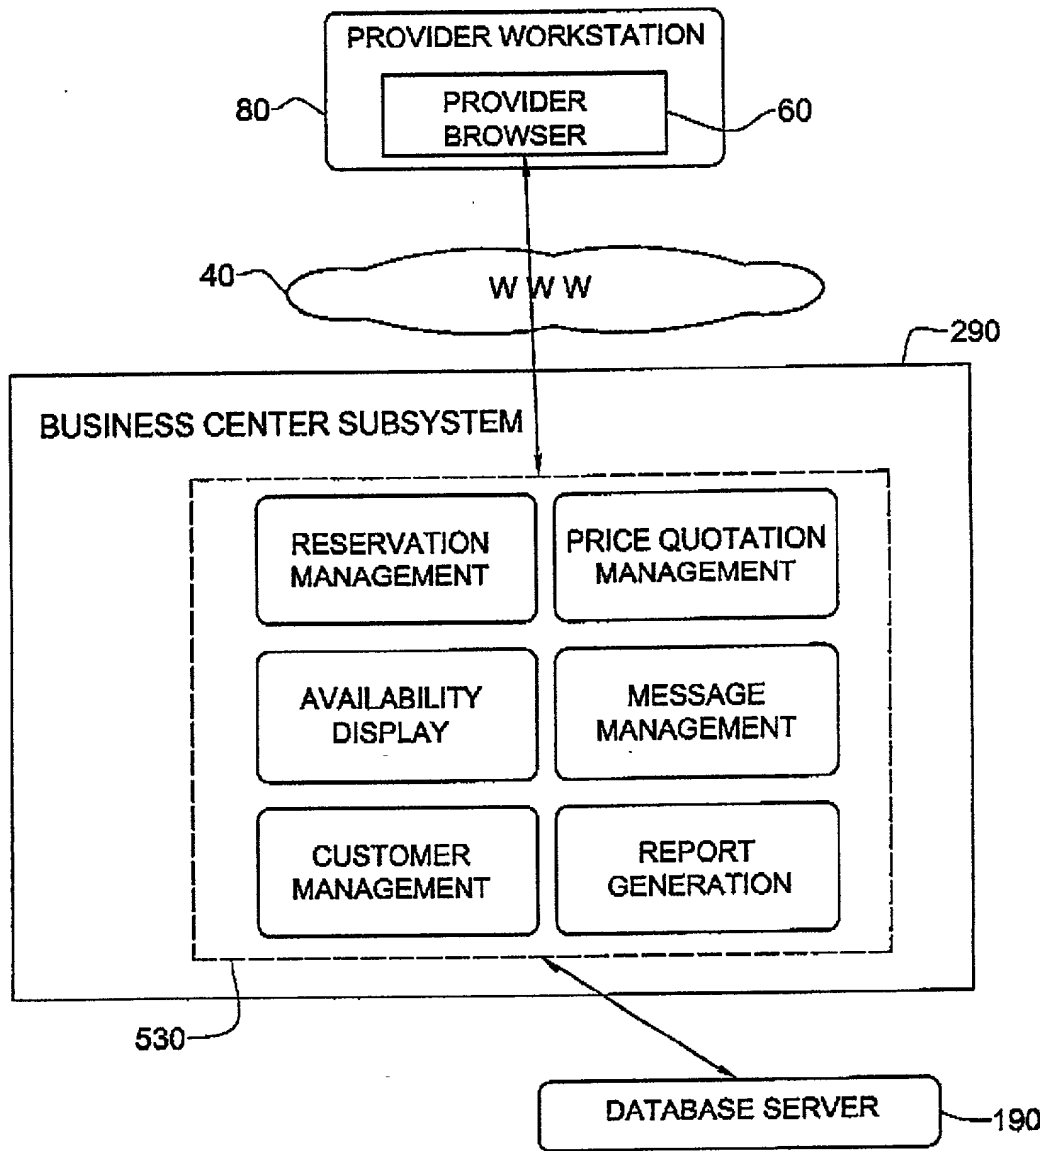 PROVIDER WORKSTATION
80
PROVIDER
BROWSER
60
40
W W W
290
BUSINESS CENTER SUBSYSTEM
RESERVATION
MANAGEMENT
PRICE QUOTATION
MANAGEMENT
AVAILABILITY
DISPLAY
MESSAGE
MANAGEMENT
CUSTOMER
MANAGEMENT
REPORT
GENERATION
530
DATABASE SERVER
190